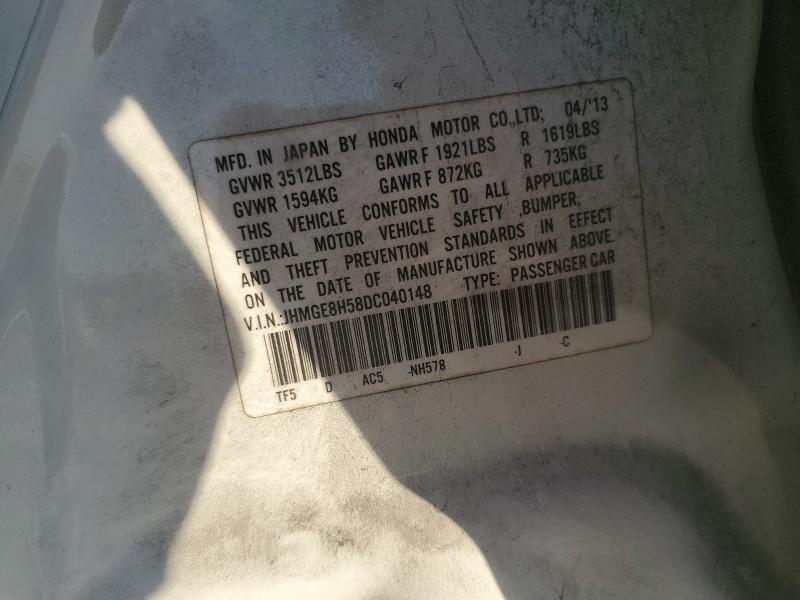 MFD. IN JAPAN BY HONDA MOTOR CO.,LTD; 04/'13
GVWR 3512LBS GAWR F 1921LBS R 1619LBS
GVWR 1594KG GAWR F 872KG R 735KG
THIS VEHICLE CONFORMS TO ALL APPLICABLE
FEDERAL MOTOR VEHICLE SAFETY ,BUMPER,
AND THEFT PREVENTION STANDARDS IN EFFECT
ON THE DATE OF MANUFACTURE SHOWN ABOVE.
V.I.N.:JHMGE8H58DC040148 TYPE: PASSENGER CAR
TF5 D AC5 -NH578 -J -C